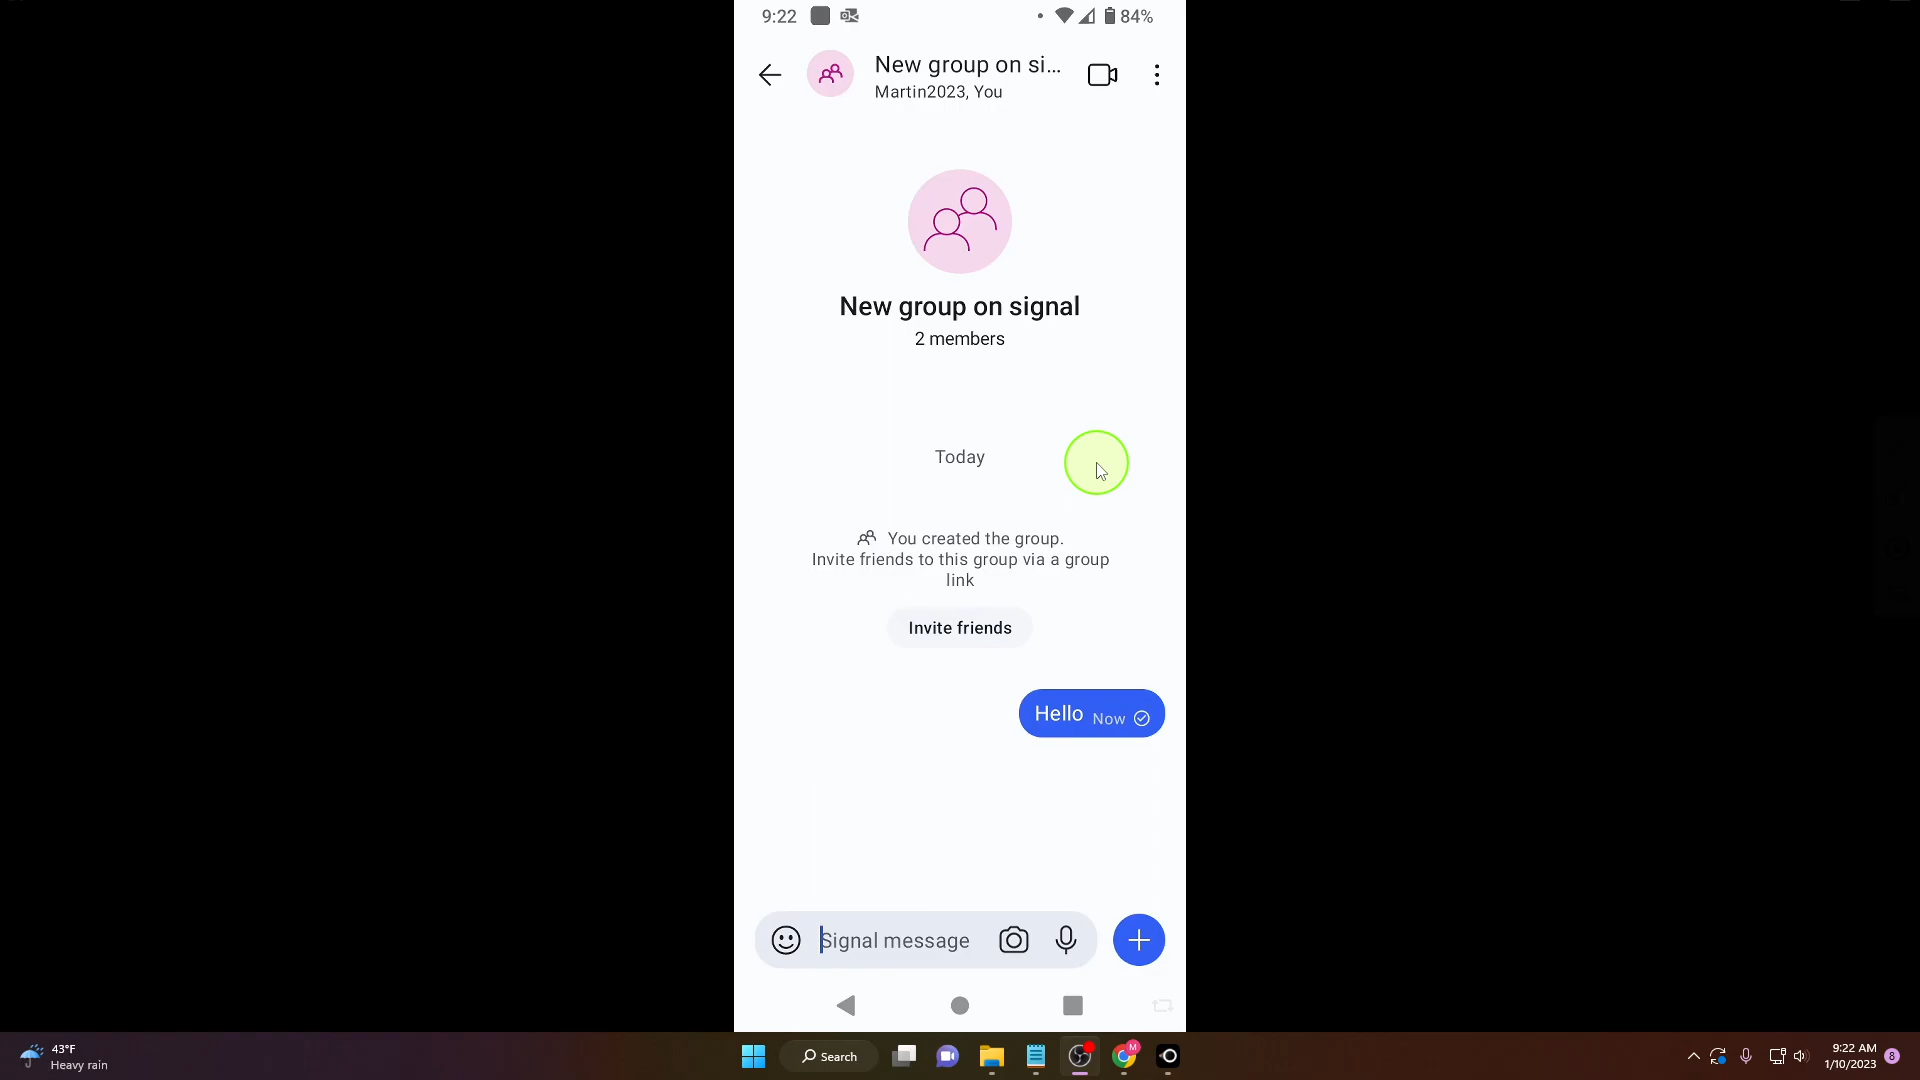 9:22
84%
New group on si...
Martin2023, You
New group on signal
2 members
Today
You created the group.
Invite friends to this group via a group
link
Invite friends
Hello Now
Signal message
43°F
Heavy rain
Search
M
9:22 AM
1/10/2023
8